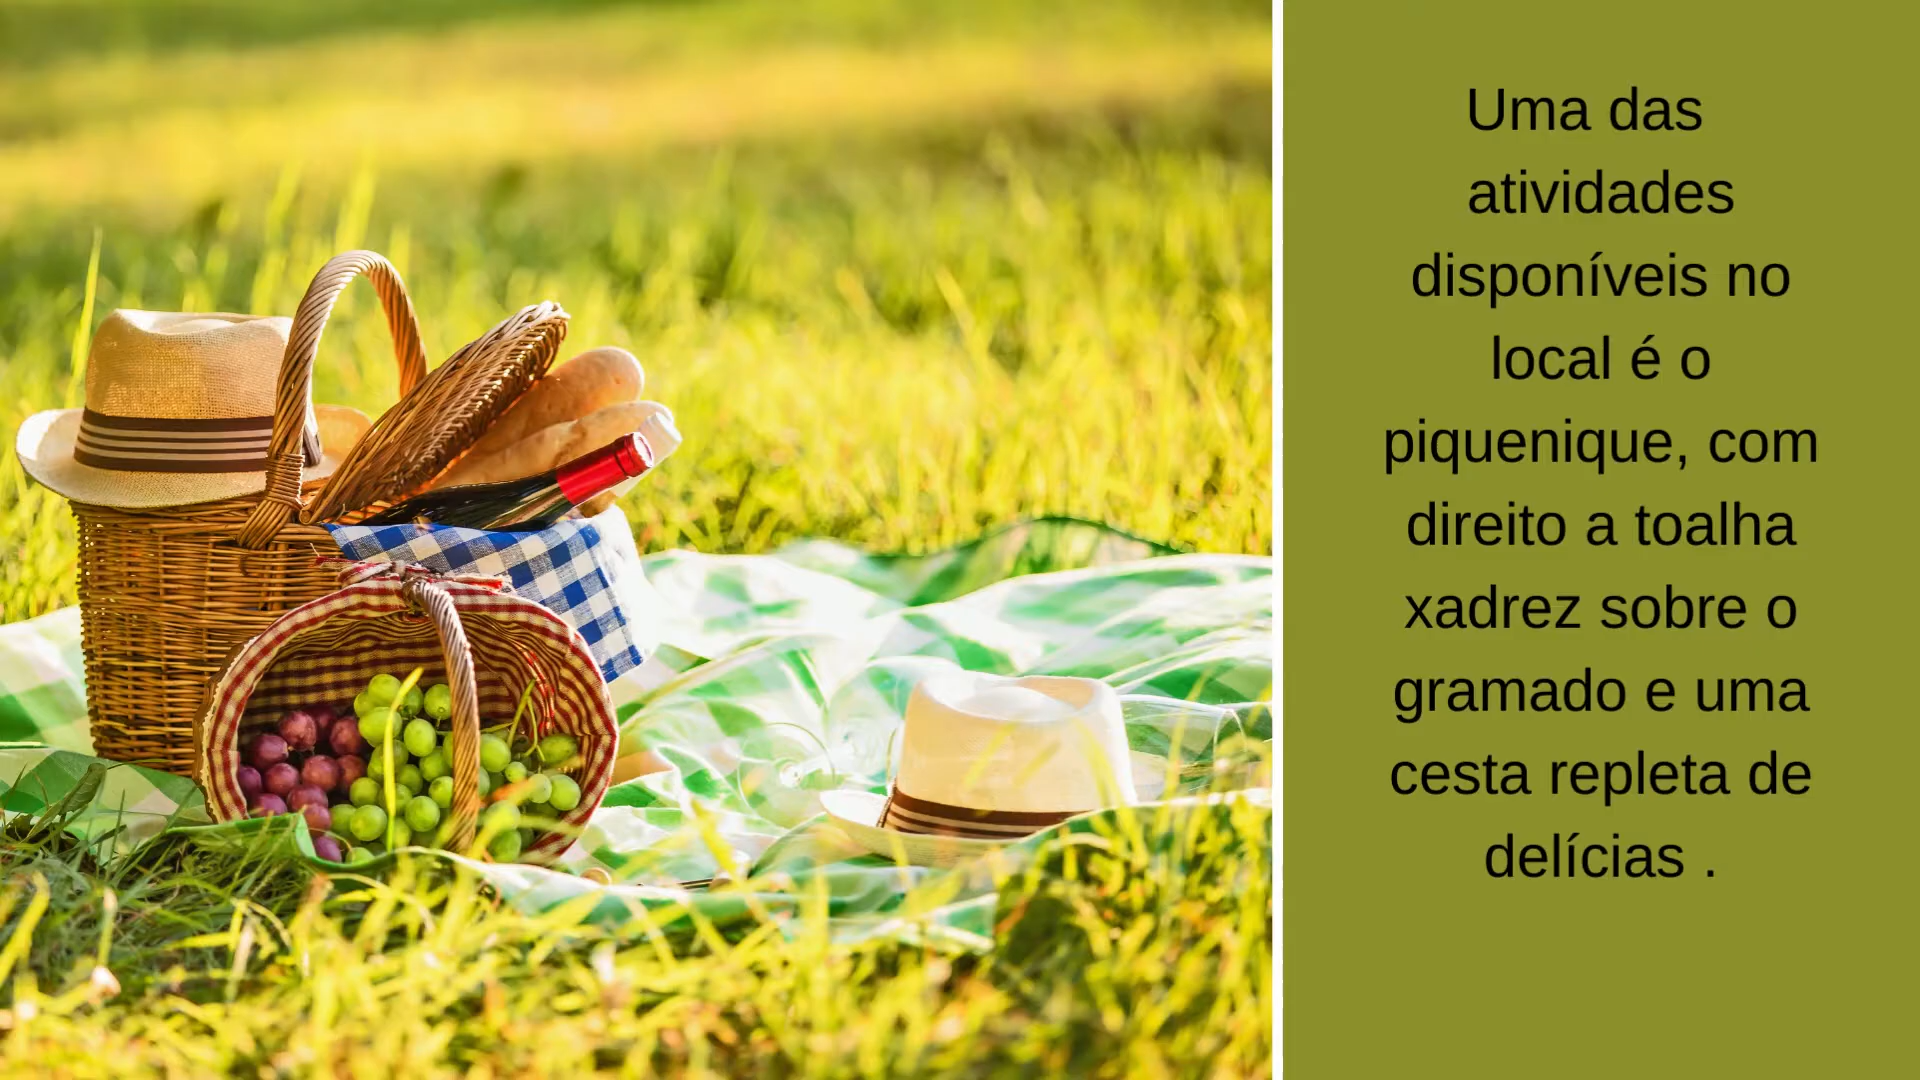 Uma das
atividades
disponíveis no
local é o
piquenique, com
direito a toalha
xadrez sobre o
gramado e uma
cesta repleta de
delícias .